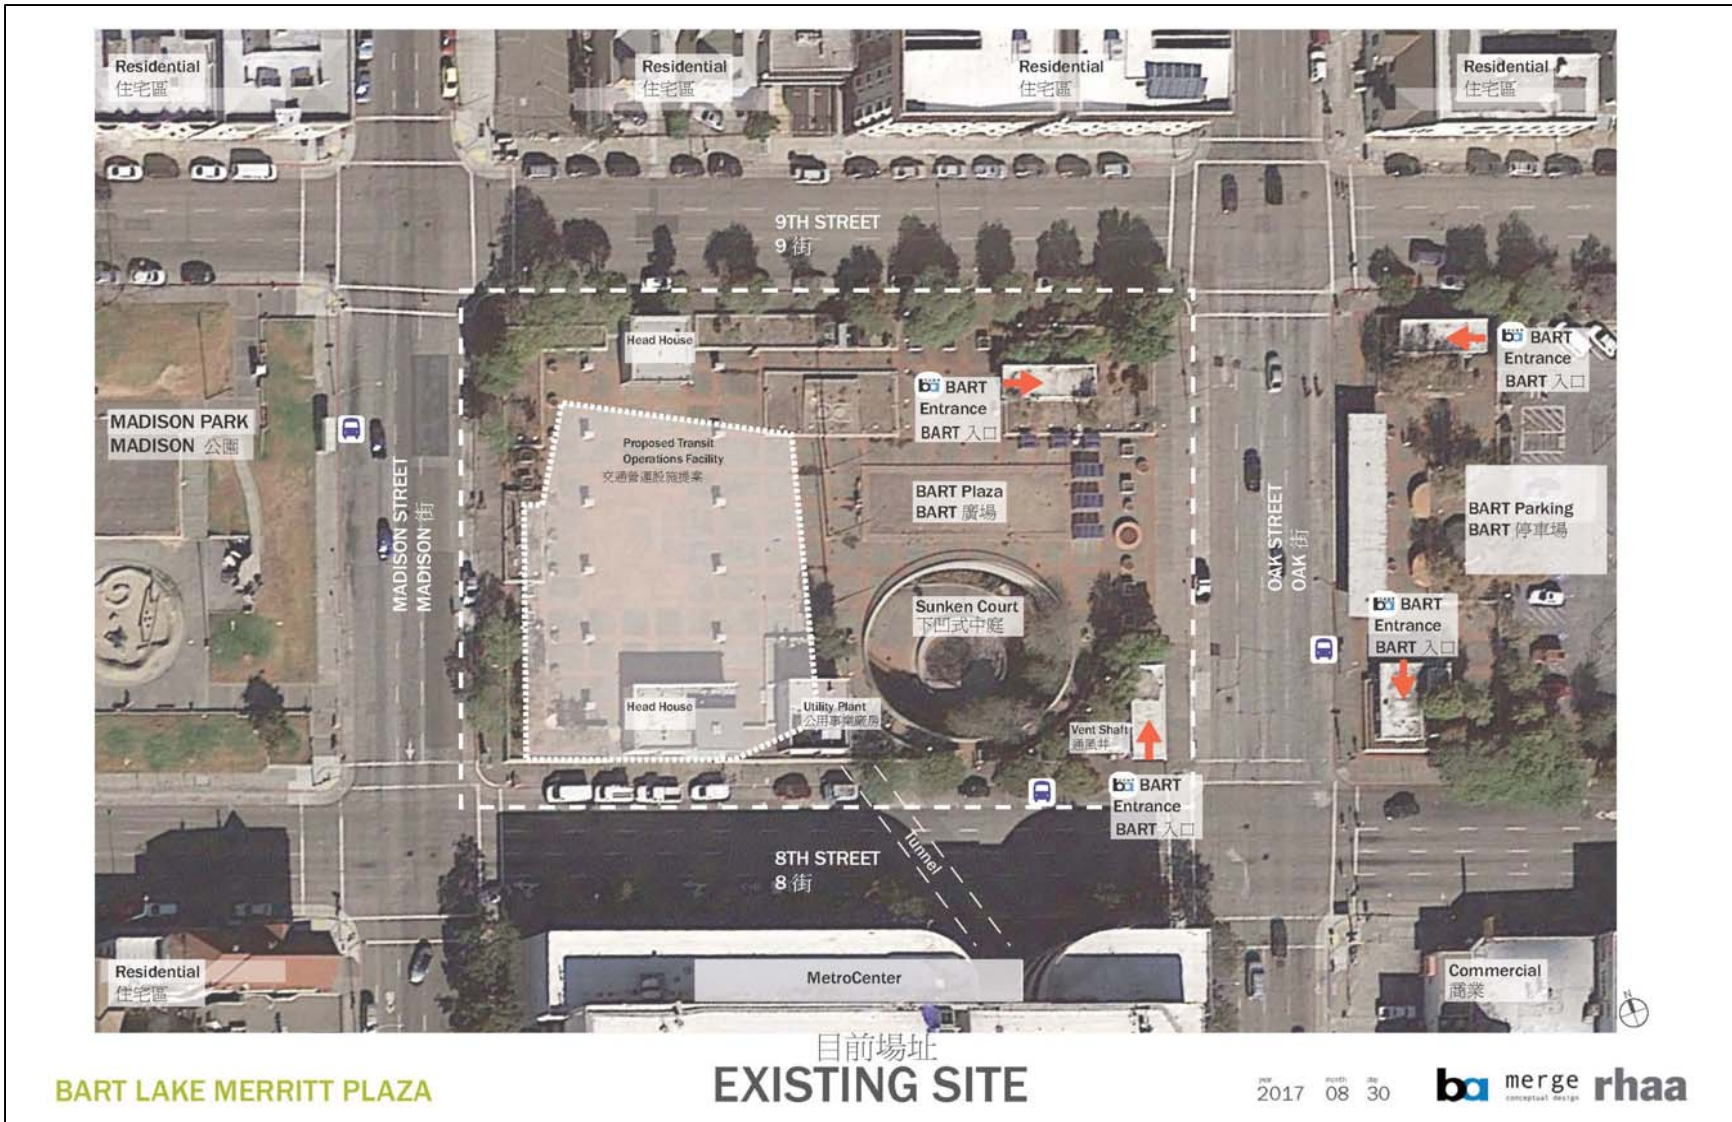 Residential
住宅區
Residential
住宅區
Residential
住宅區
Residential
住宅區
9TH STREET
9 街
Head House
BART
Entrance
BART 入口
BART
Entrance
BART 入口
MADISON PARK
MADISON 公園
Proposed Transit
Operations Facility
交通營運設施提案
BART Plaza
BART 廣場
BART Parking
BART 停車場
MADISON STREET
MADISON 街
OAK STREET
OAK 街
Sunken Court
下凹式中庭
BART
Entrance
BART 入口
Head House
Utility Plant
公用事業廠房
Vent Shaft
通風井
BART
Entrance
BART 入口
8TH STREET
8 街
Tunnel
Residential
住宅區
MetroCenter
Commercial
商業
N
目前場址
EXISTING SITE
BART LAKE MERRITT PLAZA
year month day
2017 08 30
ba
merge
conceptual design
rhaa